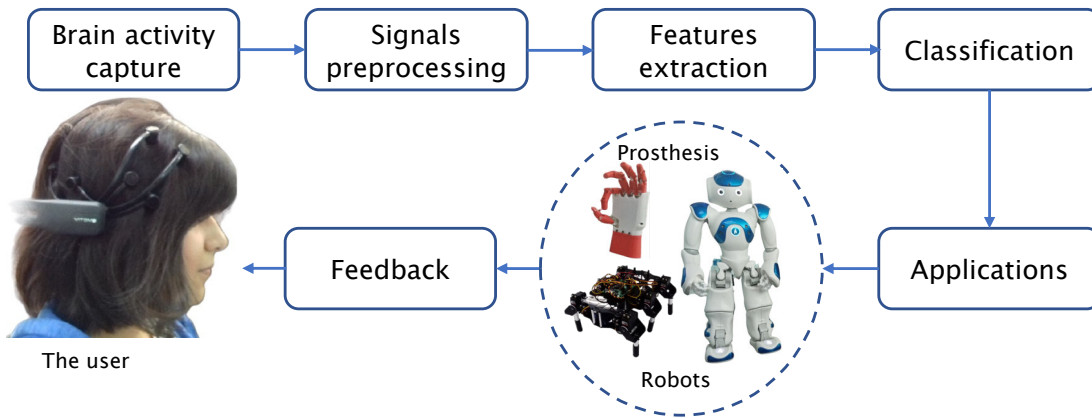 Brain activity
capture
Signals
preprocessing
Features
extraction
Classification
Prosthesis
Feedback
Applications
The user
Robots